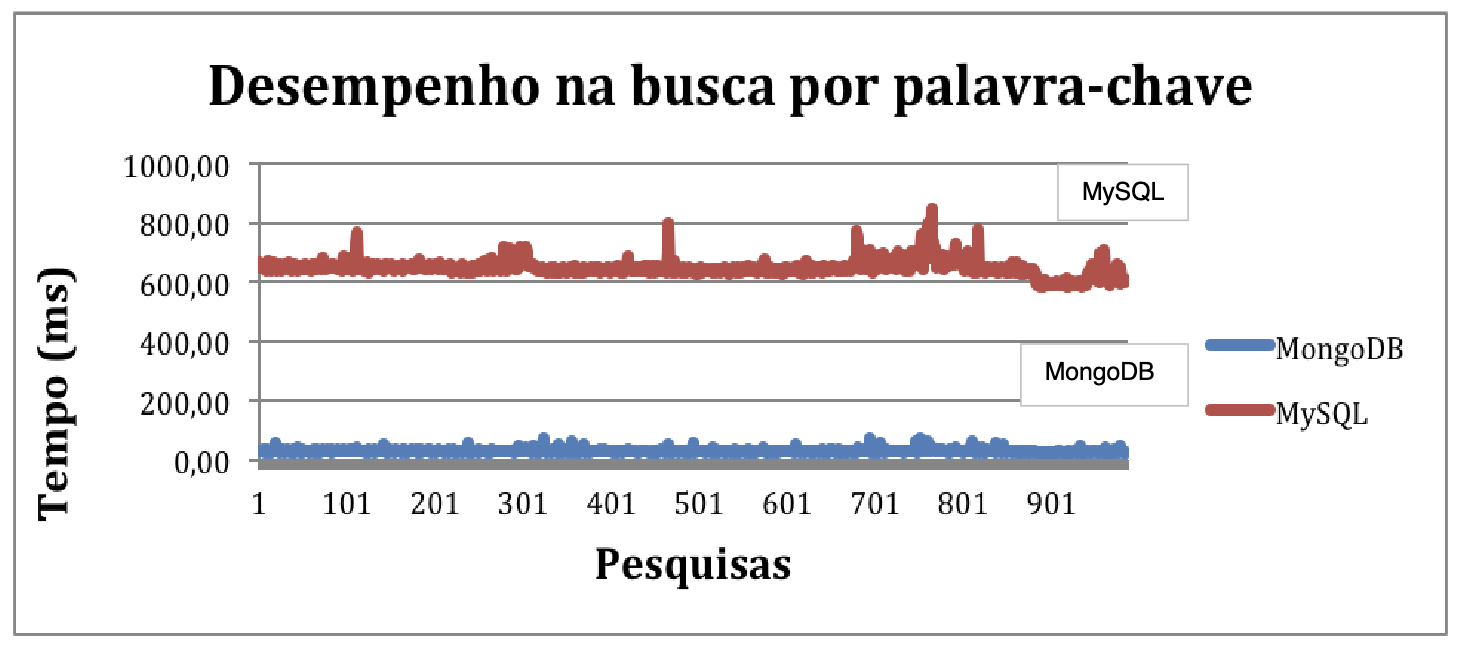 Desempenho na busca por palavra-chave
1000,00
800,00
600,00
400,00
200,00
0,00
Tempo (ms)
1 101 201 301 401 501 601 701 801 901
Pesquisas
MySQL
MongoDB
MongoDB
MySQL